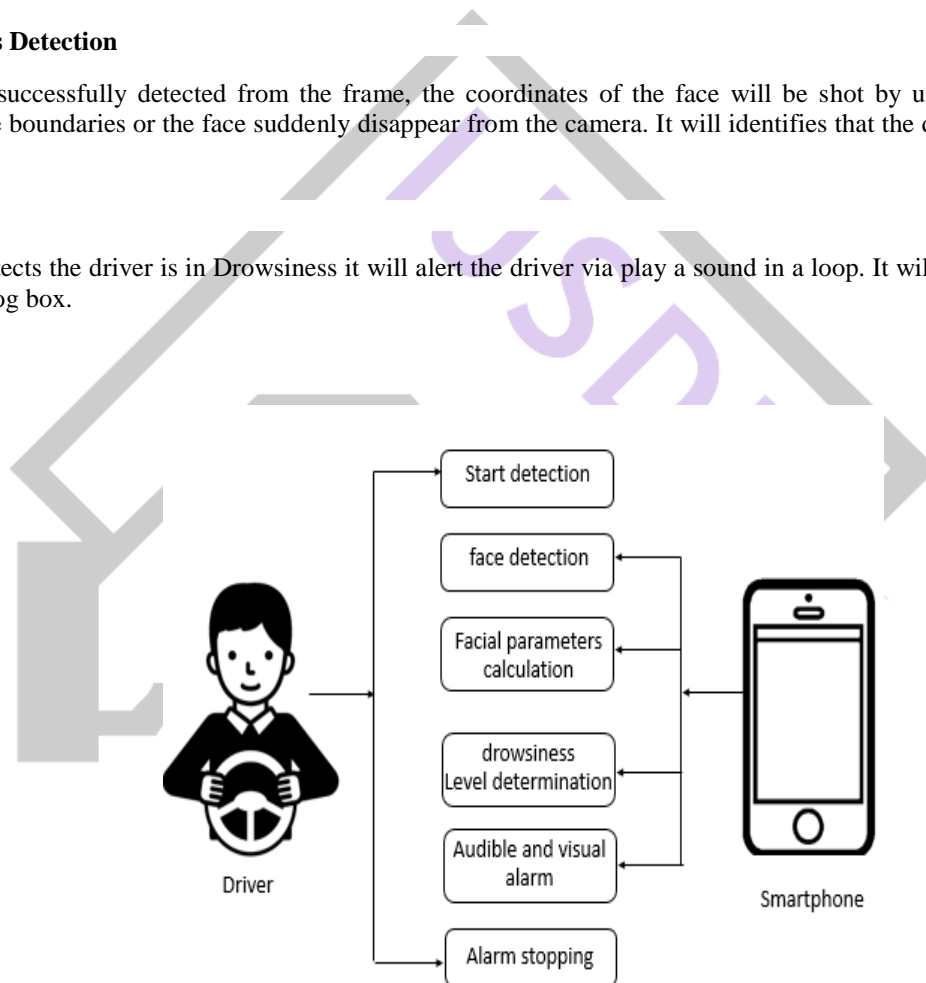 s Detection
successfully detected from the frame, the coordinates of the face will be shot by u
e boundaries or the face suddenly disappear from the camera. It will identifies that the
tects the driver is in Drowsiness it will alert the driver via play a sound in a loop. It wil
og box.
Start detection
face detection
Facial parameters
calculation
drowsiness
Level determination
Audible and visual
alarm
Alarm stopping
Driver
Smartphone